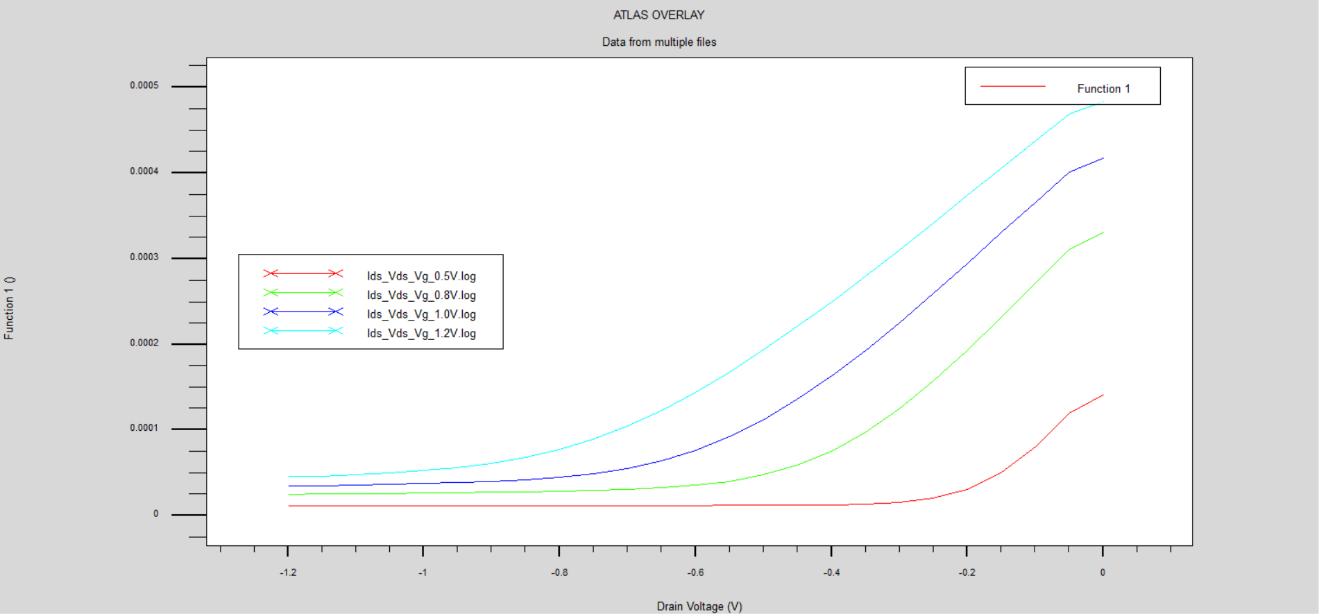 ATLAS OVERLAY
Data from multiple files
Function 1
0.0005
0.0004
0.0003
0.0002
0.0001
0
Function 1 ()
Ids_Vds_Vg_0.5V.log
Ids_Vds_Vg_0.8V.log
Ids_Vds_Vg_1.0V.log
Ids_Vds_Vg_1.2V.log
-1.2 -1 -0.8 -0.6 -0.4 -0.2 0
Drain Voltage (V)